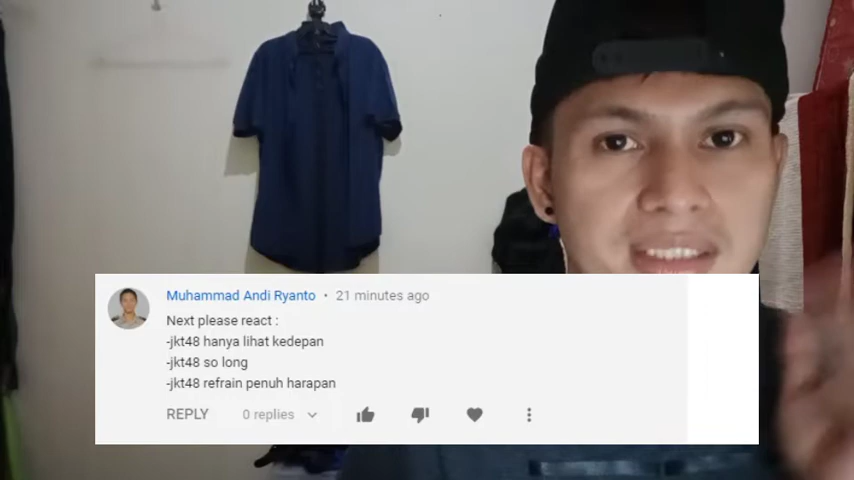 Muhammad Andi Ryanto • 21 minutes ago
Next please react :
-jkt48 hanya lihat kedepan
-jkt48 so long
-jkt48 refrain penuh harapan
REPLY 0 replies